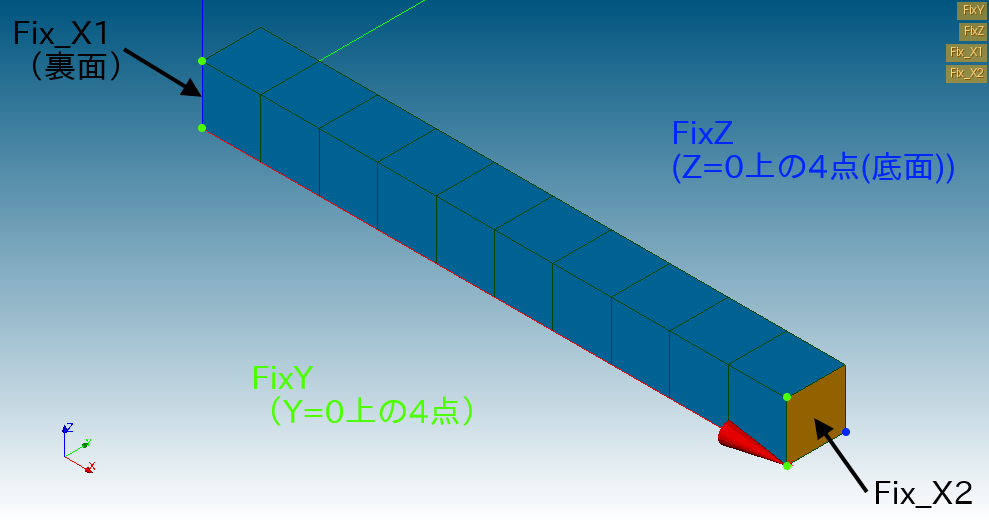 Fix_X1
（裏面）
FixY
FixZ
Fix_X1
Fix_X2
FixZ
(Z=0上の4点(底面))
FixY
（Y=0上の4点）
Z
Y
X
Fix_X2